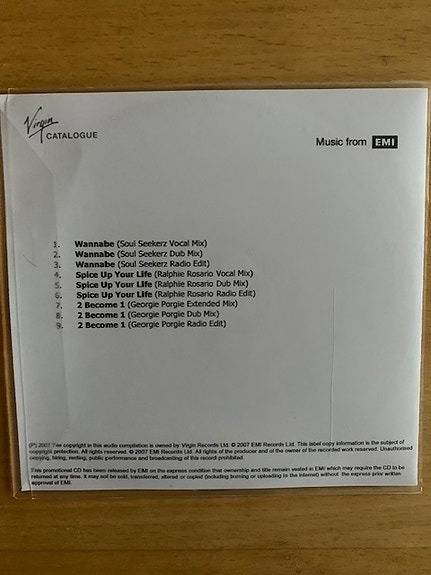 Virgin
CATALOGUE
Music from EMI
1. Wannabe (Soul Seekerz Vocal Mix)
2. Wannabe (Soul Seekerz Dub Mix)
3. Wannabe (Soul Seekerz Radio Edit)
4. Spice Up Your Life (Ralphie Rosario Vocal Mix)
5. Spice Up Your Life (Ralphie Rosario Dub Mix)
6. Spice Up Your Life (Ralphie Rosario Radio Edit)
7. 2 Become 1 (Georgie Porgie Extended Mix)
8. 2 Become 1 (Georgie Porgie Dub Mix)
9. 2 Become 1 (Georgie Porgie Radio Edit)
(P) 2007 The copyright in this audio compilation is owned by Virgin Records Ltd. © 2007 EMI Records Ltd. This label copy information is the subject of
copyright protection. All rights reserved. © 2007 EMI Records Ltd. All rights of the producer and of the owner of the recorded work reserved. Unauthorised
copying, hiring, renting, public performance and broadcasting of this record prohibited.
This promotional CD has been released by EMI on the express condition that ownership and title remain vested in EMI which may require the CD to be
returned at any time. It may not be sold, transferred, altered or copied (including burning or uploading to the internet) without the express prior written
approval of EMI.